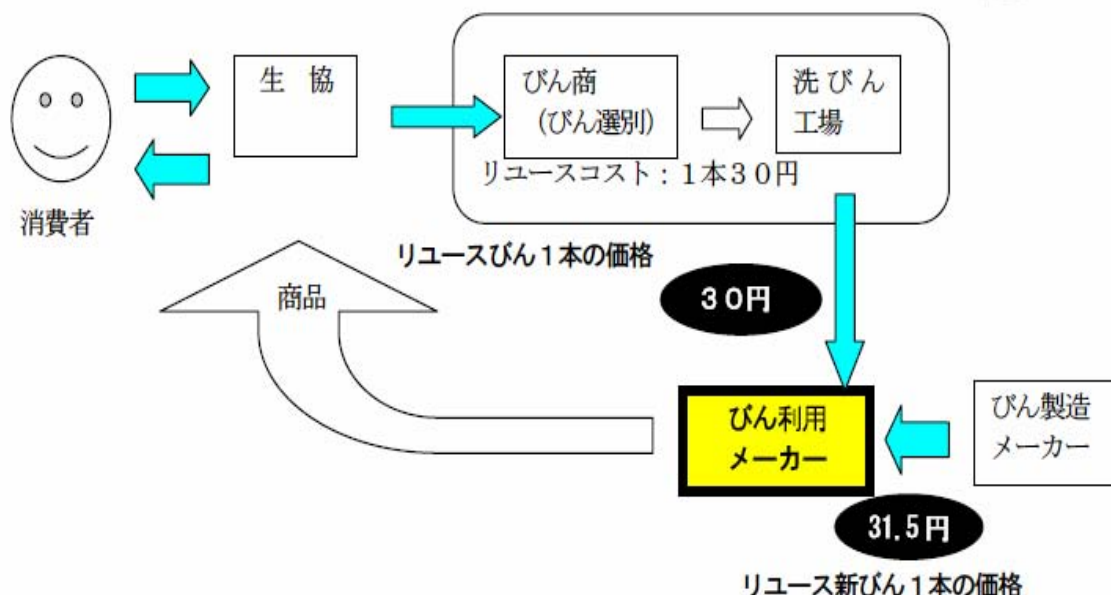 生　協
びん商
（びん選別）
洗 び ん
工場
リユースコスト：１本３０円
消費者
リユースびん１本の価格
３０円
商品
びん利用
メーカー
びん製造
メーカー
31.5円
リユース新びん１本の価格